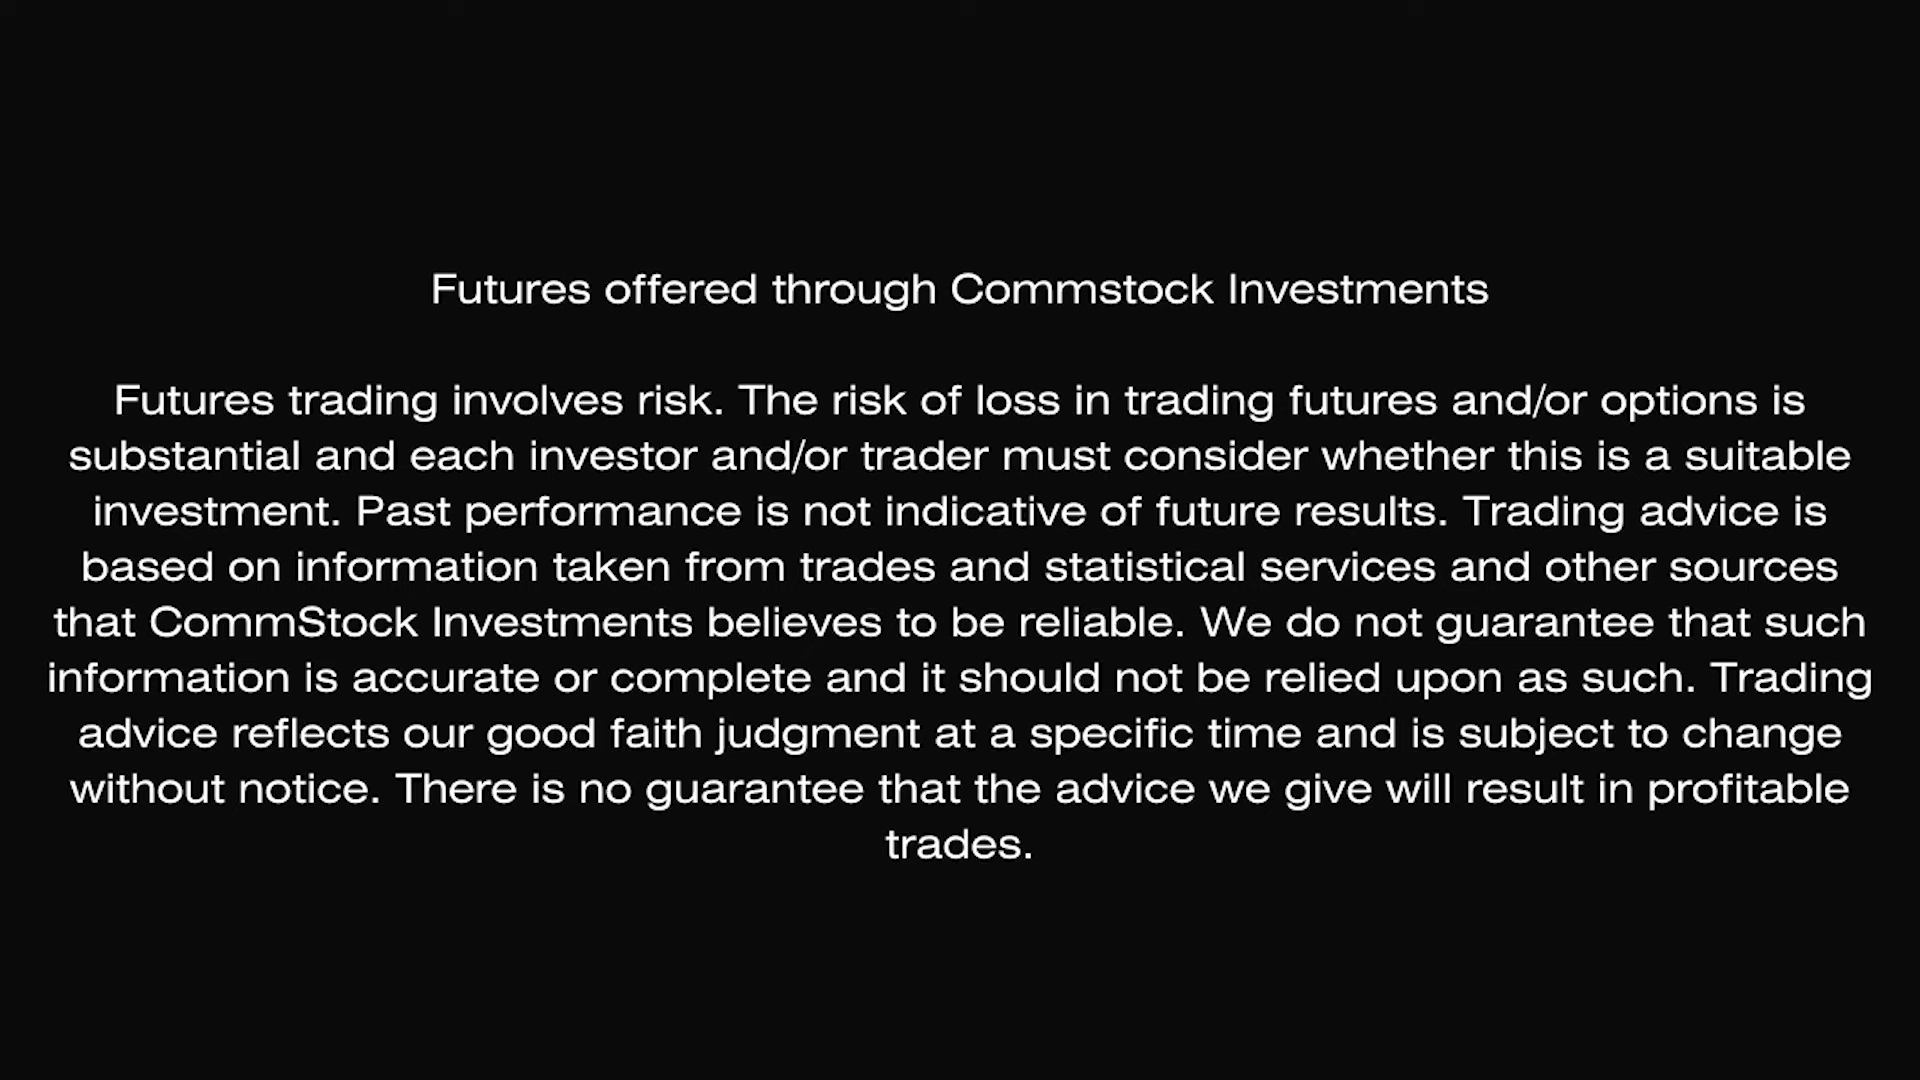 Futures offered through Commstock Investments
Futures trading involves risk. The risk of loss in trading futures and/or options is
substantial and each investor and/or trader must consider whether this is a suitable
investment. Past performance is not indicative of future results. Trading advice is
based on information taken from trades and statistical services and other sources
that CommStock Investments believes to be reliable. We do not guarantee that such
information is accurate or complete and it should not be relied upon as such. Trading
advice reflects our good faith judgment at a specific time and is subject to change
without notice. There is no guarantee that the advice we give will result in profitable
trades.